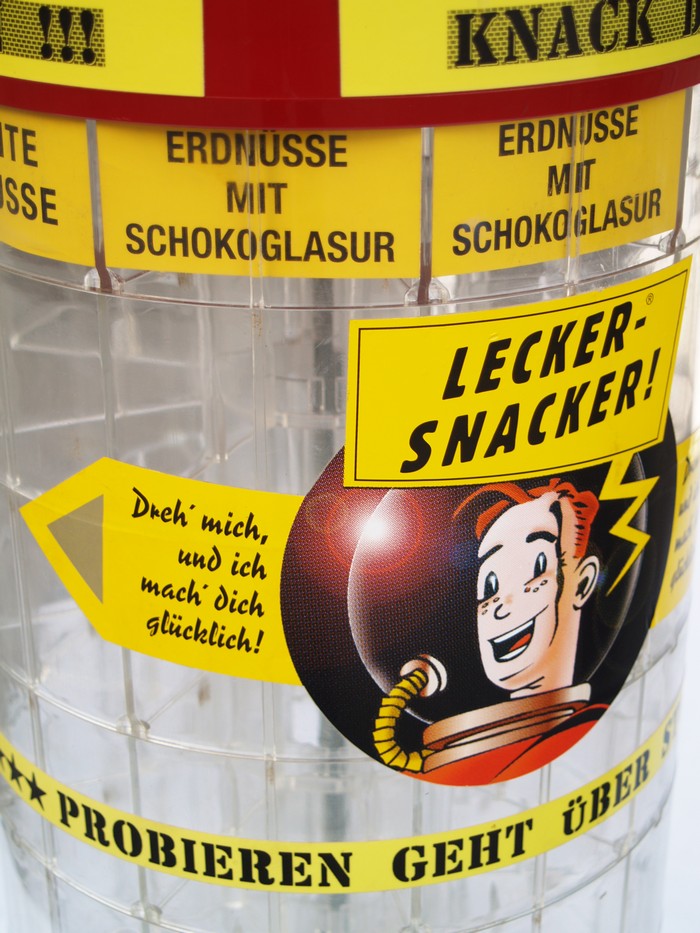 !!!
KNACK
ERDNÜSSE
MIT
SCHOKOGLASUR
ERDNÜSSE
MIT
SCHOKOGLASUR
LECKER-®
SNACKER!
Dreh´ mich,
und ich
mach´ dich
glücklich!
★★★ PROBIEREN GEHT ÜBER